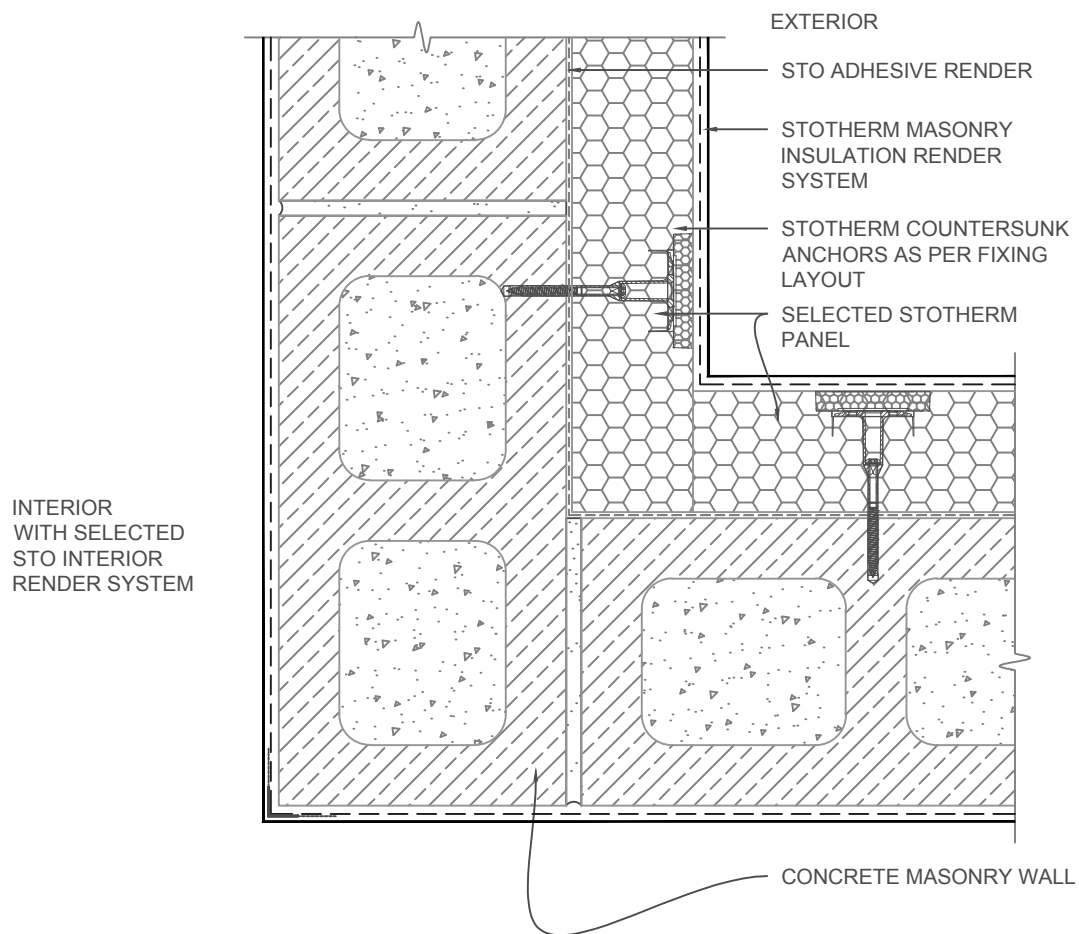 EXTERIOR
STO ADHESIVE RENDER
STOTHERM MASONRY
INSULATION RENDER
SYSTEM
STOTHERM COUNTERSUNK
ANCHORS AS PER FIXING
LAYOUT
SELECTED STOTHERM
PANEL
INTERIOR
WITH SELECTED
STO INTERIOR
RENDER SYSTEM
CONCRETE MASONRY WALL